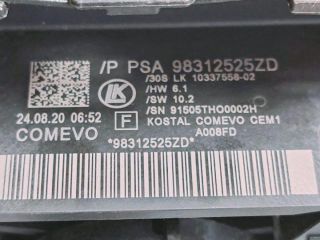 /P PSA 98312525ZD
/30S LK 10337558-02
/HW 6.1
/SW 10.2
/SN 91505THO0002H
LK
24.08.20 06:52
F
KOSTAL COMEVO CEM1
COMEVO
A008FD
*98312525ZD*